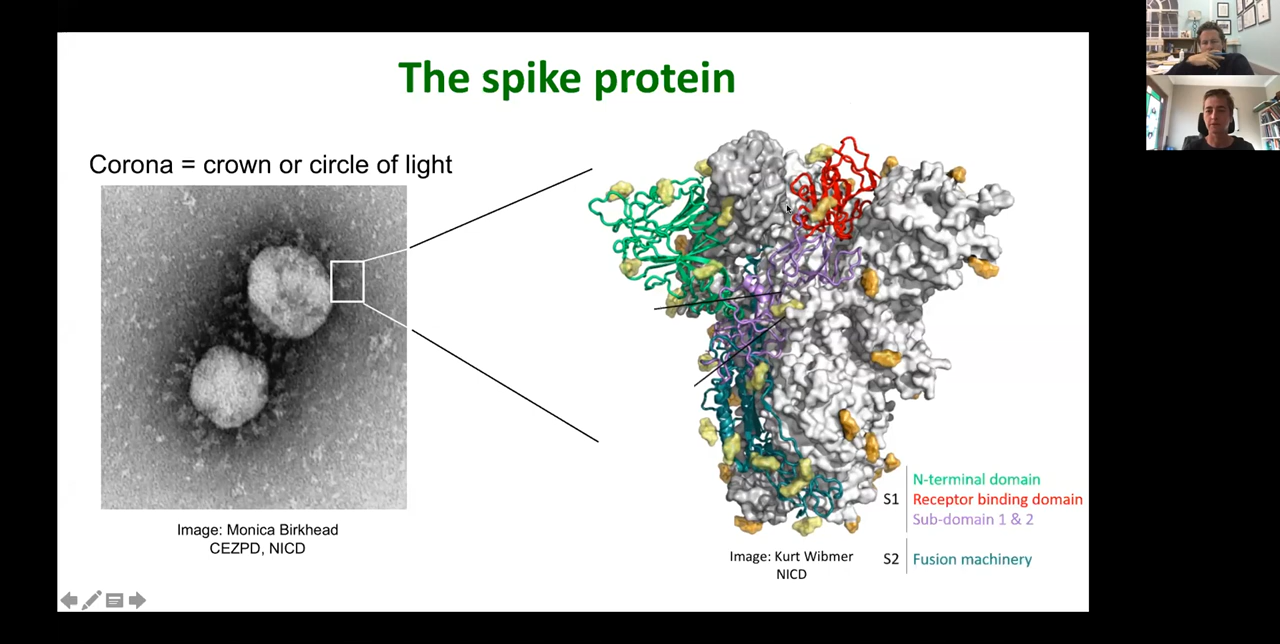 The spike protein
Corona = crown or circle of light
Image: Monica Birkhead
CEZPD, NICD
Image: Kurt Wibmer
NICD
S1
N-terminal domain
Receptor binding domain
Sub-domain 1 & 2
S2
Fusion machinery